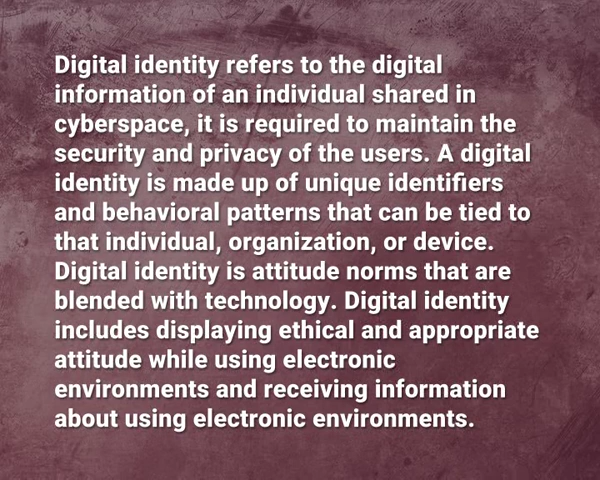 Digital identity refers to the digital
information of an individual shared in
cyberspace, it is required to maintain the
security and privacy of the users. A digital
identity is made up of unique identifiers
and behavioral patterns that can be tied to
that individual, organization, or device.
Digital identity is attitude norms that are
blended with technology. Digital identity
includes displaying ethical and appropriate
attitude while using electronic
environments and receiving information
about using electronic environments.